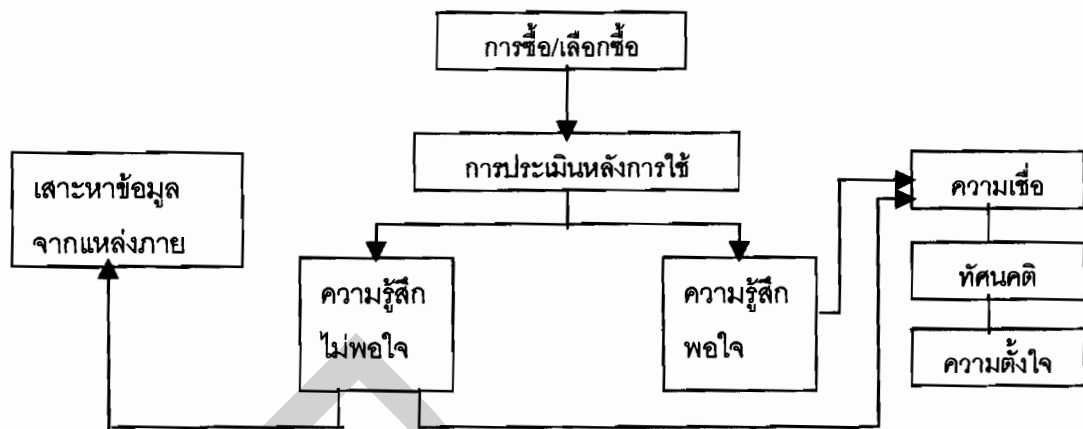 การซื้อ/เลือกซื้อ
การประเมินหลังการใช้
เสาะหาข้อมูล
จากแหล่งภาย
ความรู้สึก
ไม่พอใจ
ความรู้สึก
พอใจ
ความเชื่อ
ทัศนคติ
ความตั้งใจ